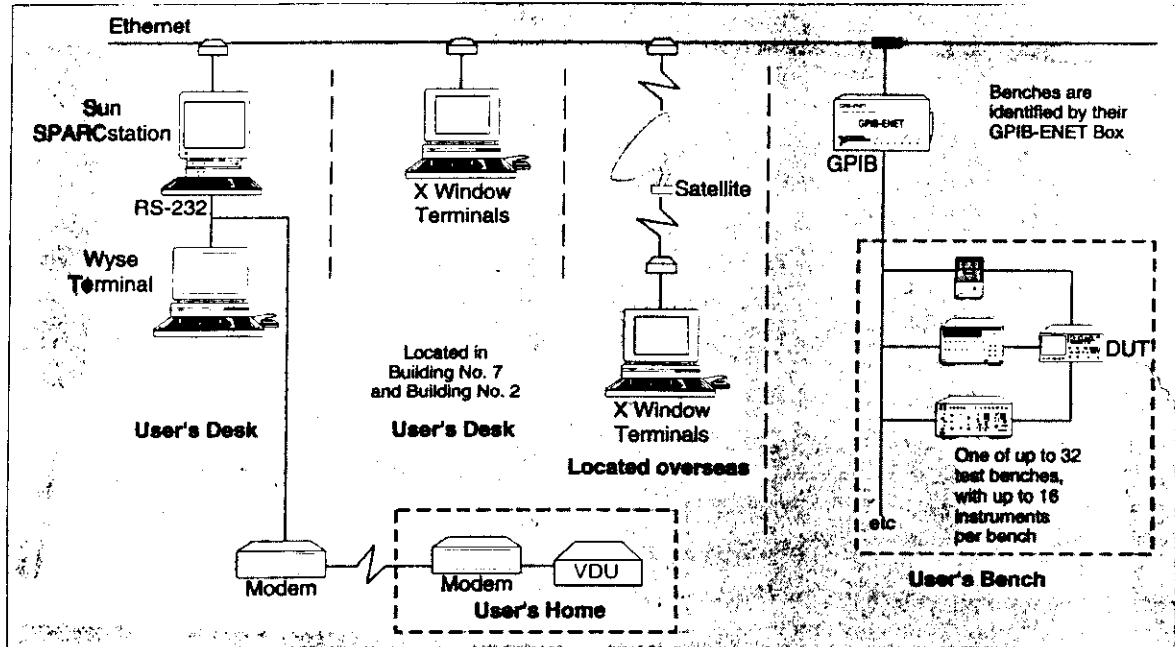 Ethernet
Sun
SPARCstation
RS-232
Wyse
Terminal
User's Desk
X Window
Terminals
Located in
Building No. 7
and Building No. 2
User's Desk
Satellite
X Window
Terminals
Located overseas
GPIB-ENET
GPIB
Benches are
identified by their
GPIB-ENET Box
DUT
One of up to 32
test benches,
with up to 16
instruments
per bench
etc
User's Bench
Modem
Modem
VDU
User's Home